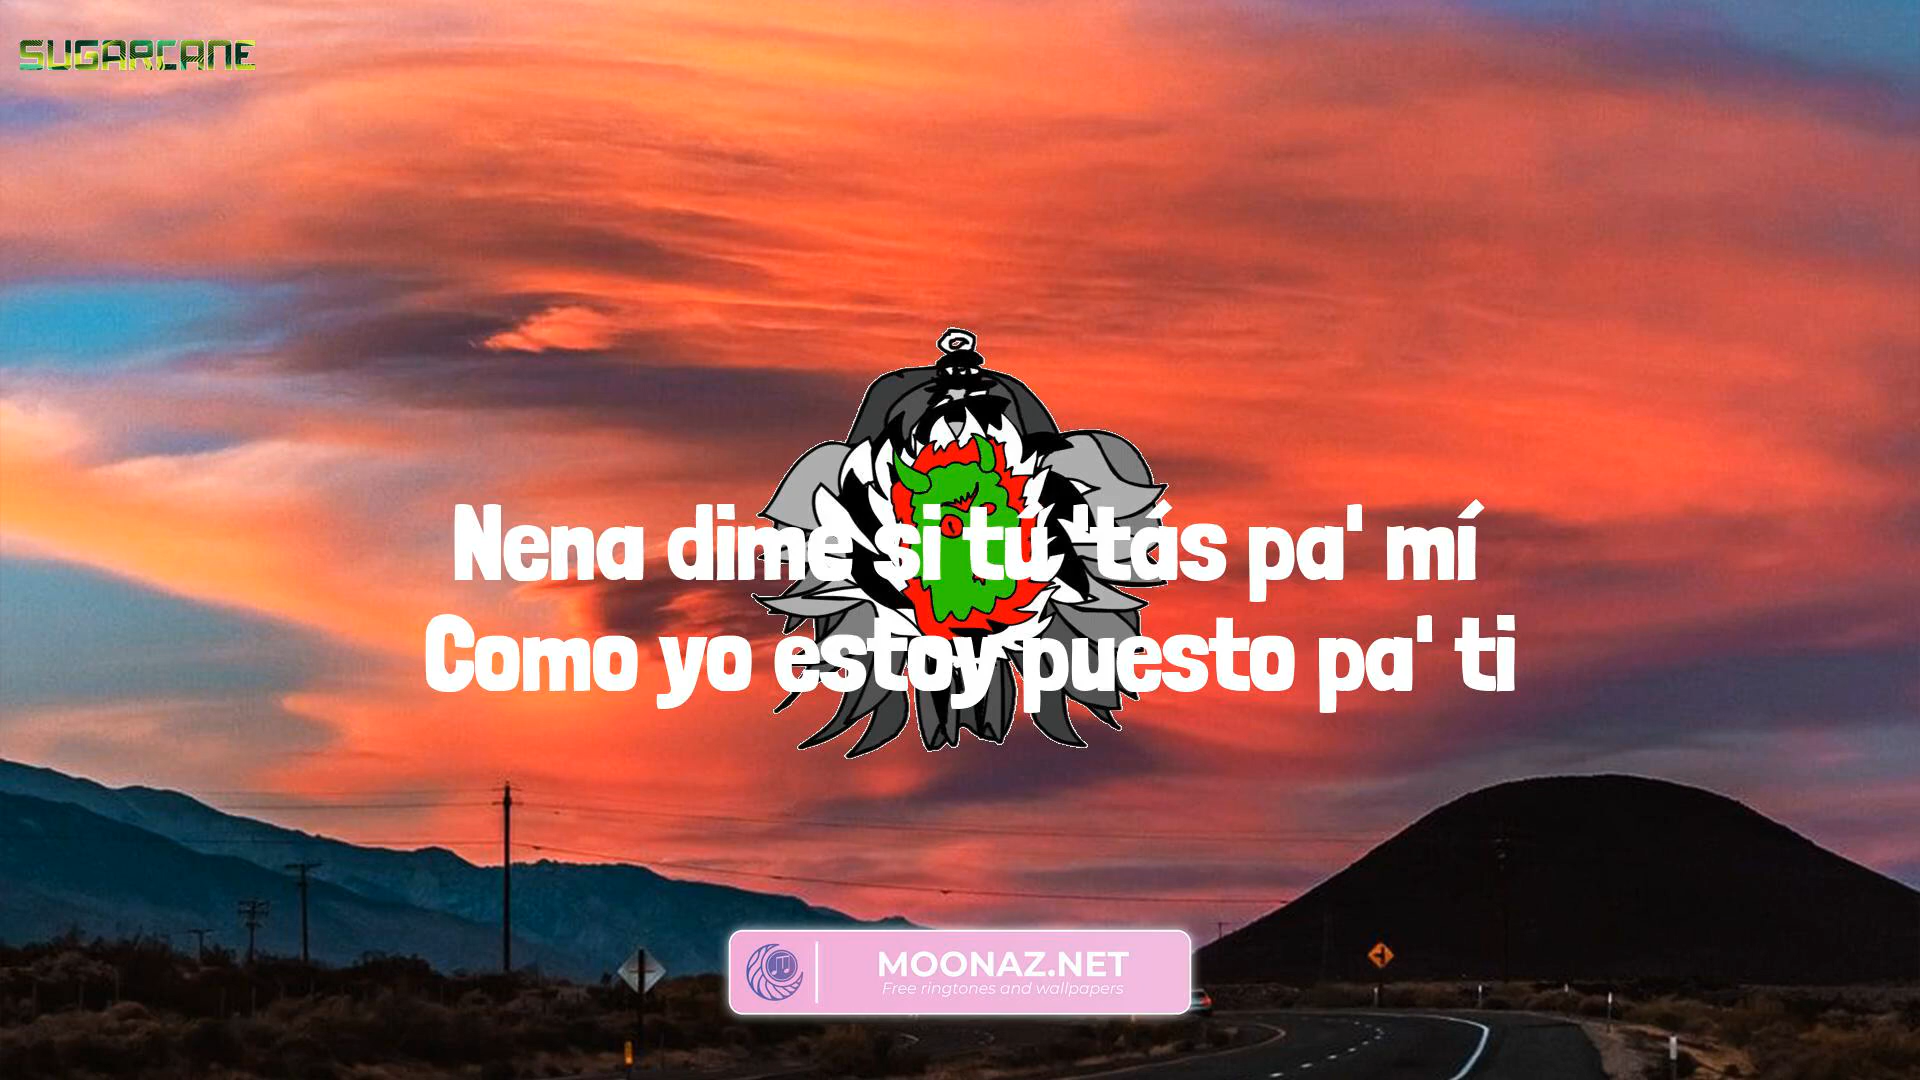 SUGARCANE
Nena dime si tú 'tás pa' mí
Como yo estoy puesto pa' ti
MOONAZ.NET
Free ringtones and wallpapers